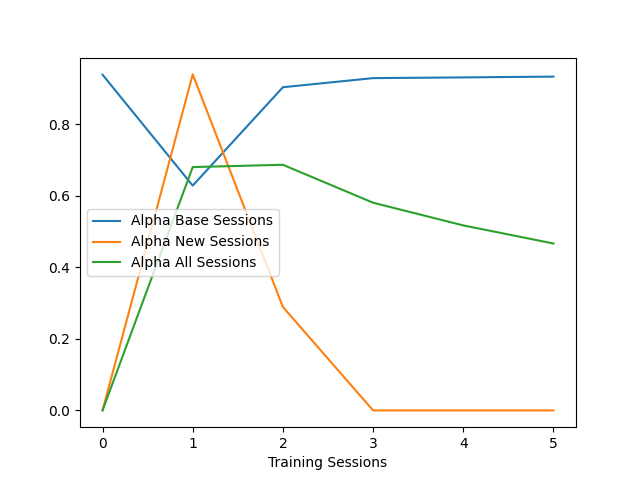 0.8
0.6
0.4
0.2
0.0
Alpha Base Sessions
Alpha New Sessions
Alpha All Sessions
0 1 2 3 4 5
Training Sessions